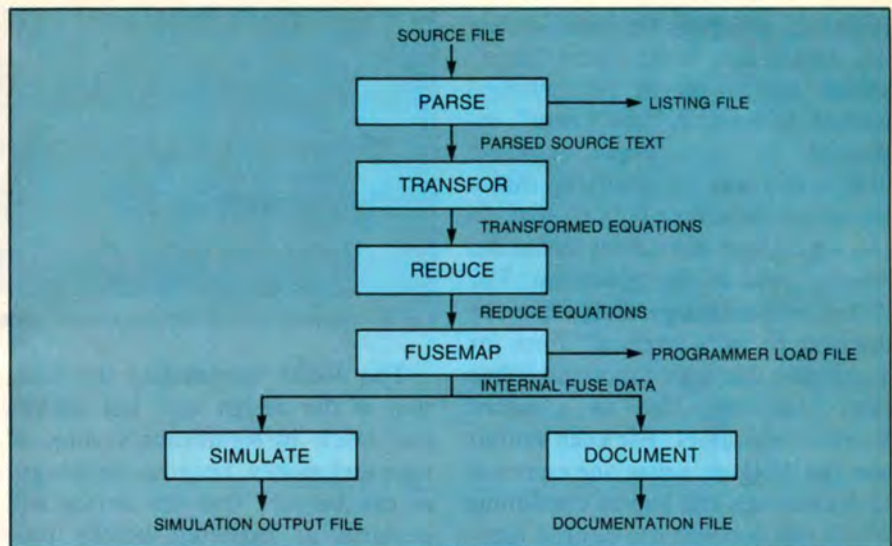 SOURCE FILE
PARSE
LISTING FILE
PARSED SOURCE TEXT
TRANSFOR
TRANSFORMED EQUATIONS
REDUCE
REDUCE EQUATIONS
FUSEMAP
PROGRAMMER LOAD FILE
INTERNAL FUSE DATA
SIMULATE
DOCUMENT
SIMULATION OUTPUT FILE
DOCUMENTATION FILE